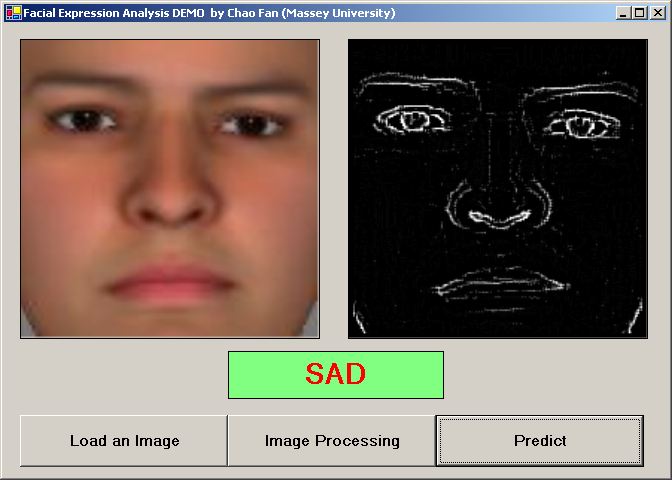 Facial Expression Analysis DEMO by Chao Fan (Massey University)
SAD
Load an Image
Image Processing
Predict